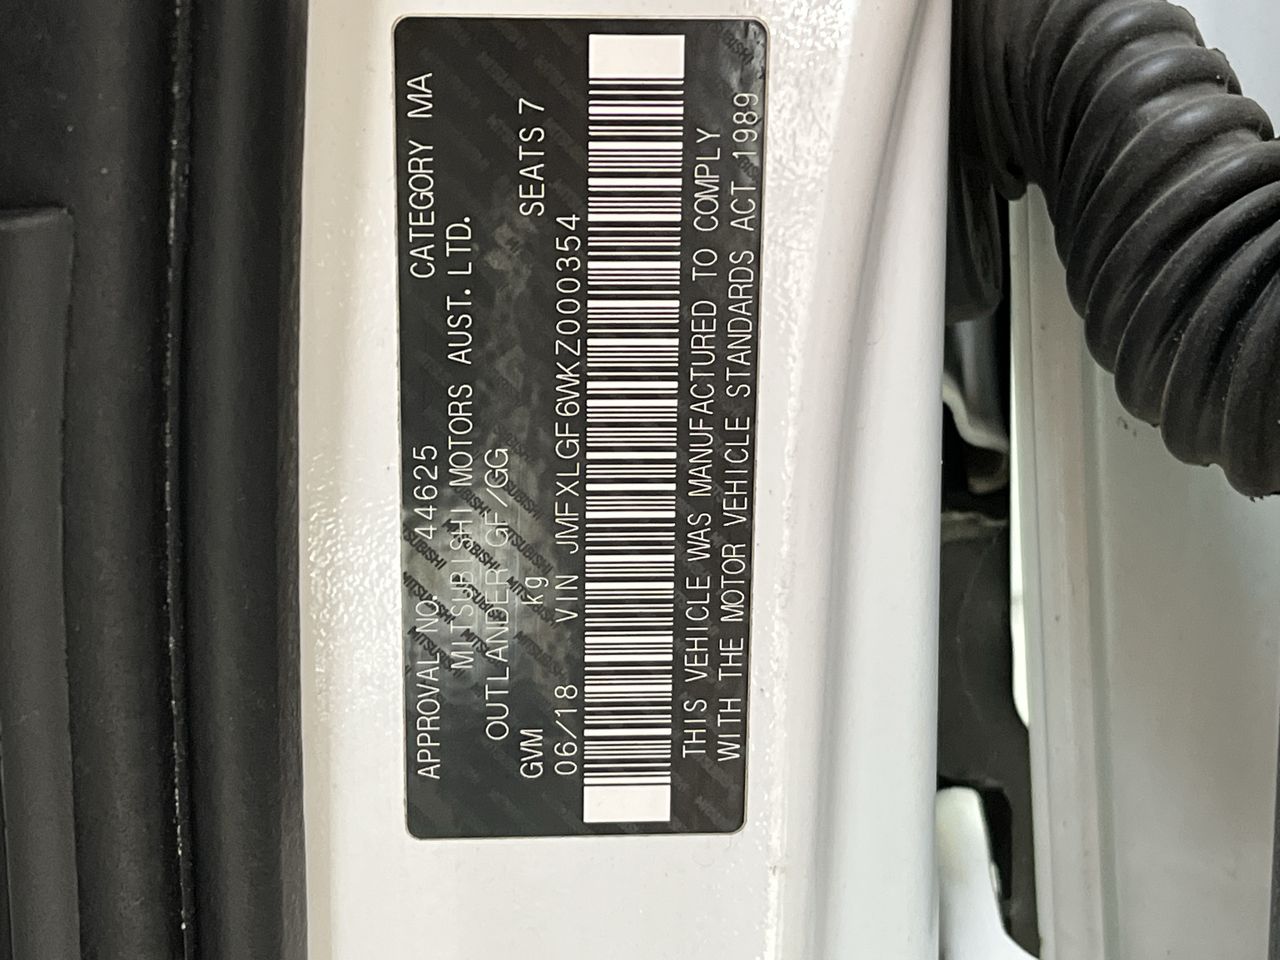 APPROVAL NO. 44625 CATEGORY MA
MITSUBISHI MOTORS AUST. LTD.
OUTLANDER GF/GG
GVM kg SEATS 7
06/18 VIN JMFXLGF6WKZ000354
THIS VEHICLE WAS MANUFACTURED TO COMPLY
WITH THE MOTOR VEHICLE STANDARDS ACT 1989